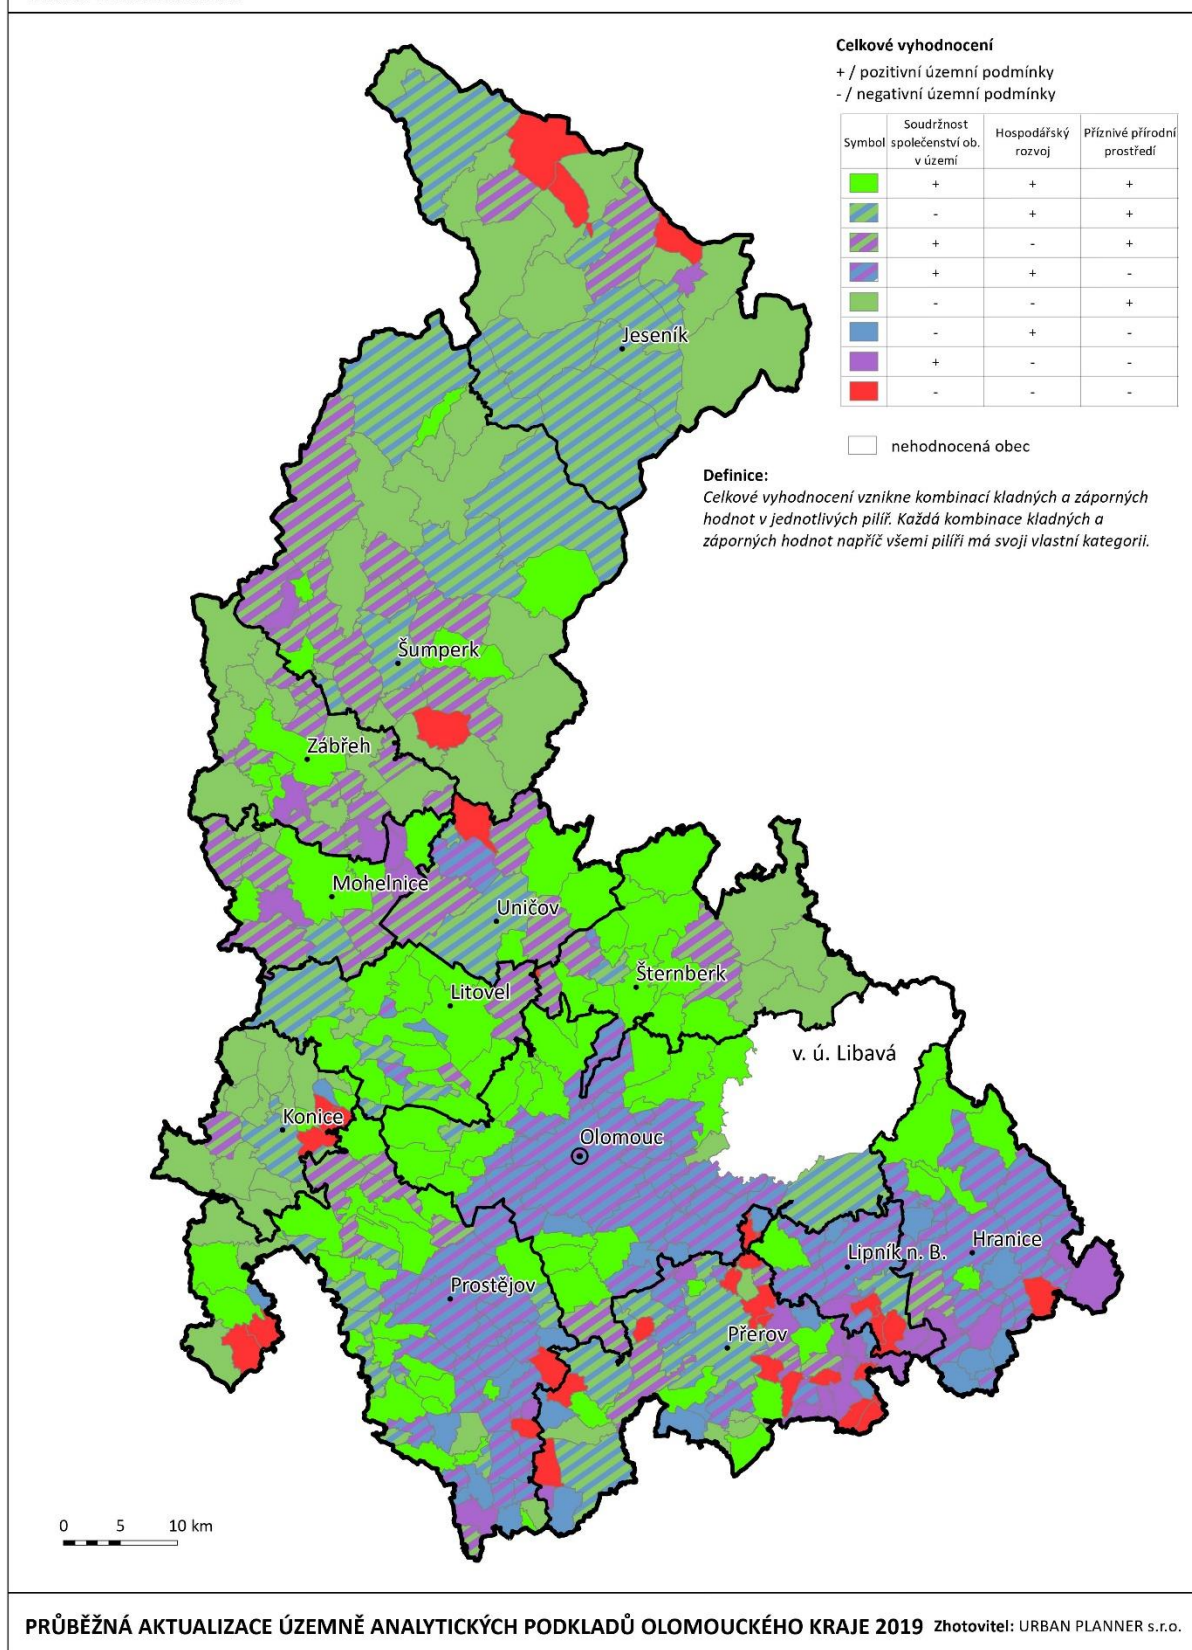 Celkové vyhodnocení
+ / pozitivní územní podmínky
- / negativní územní podmínky
Symbol
Soudržnost
společenství ob.
v území
Hospodářský
rozvoj
Příznivé přírodní
prostředí
+ + +
- + +
+ - +
+ + -
- - +
- + -
+ - -
- - -
nehodnocená obec
Definice:
Celkové vyhodnocení vznikne kombinací kladných a záporných
hodnot v jednotlivých pilíř. Každá kombinace kladných a
záporných hodnot napříč všemi pilíři má svoji vlastní kategorii.
Jeseník
Šumperk
Zábřeh
Mohelnice
Uničov
Šternberk
Litovel
v. ú. Libavá
Konice
Olomouc
Hranice
Lipník n. B.
Prostějov
Přerov
0 5 10 km
PRŮBĚŽNÁ AKTUALIZACE ÚZEMNĚ ANALYTICKÝCH PODKLADŮ OLOMOUCKÉHO KRAJE 2019 Zhotovitel: URBAN PLANNER s.r.o.